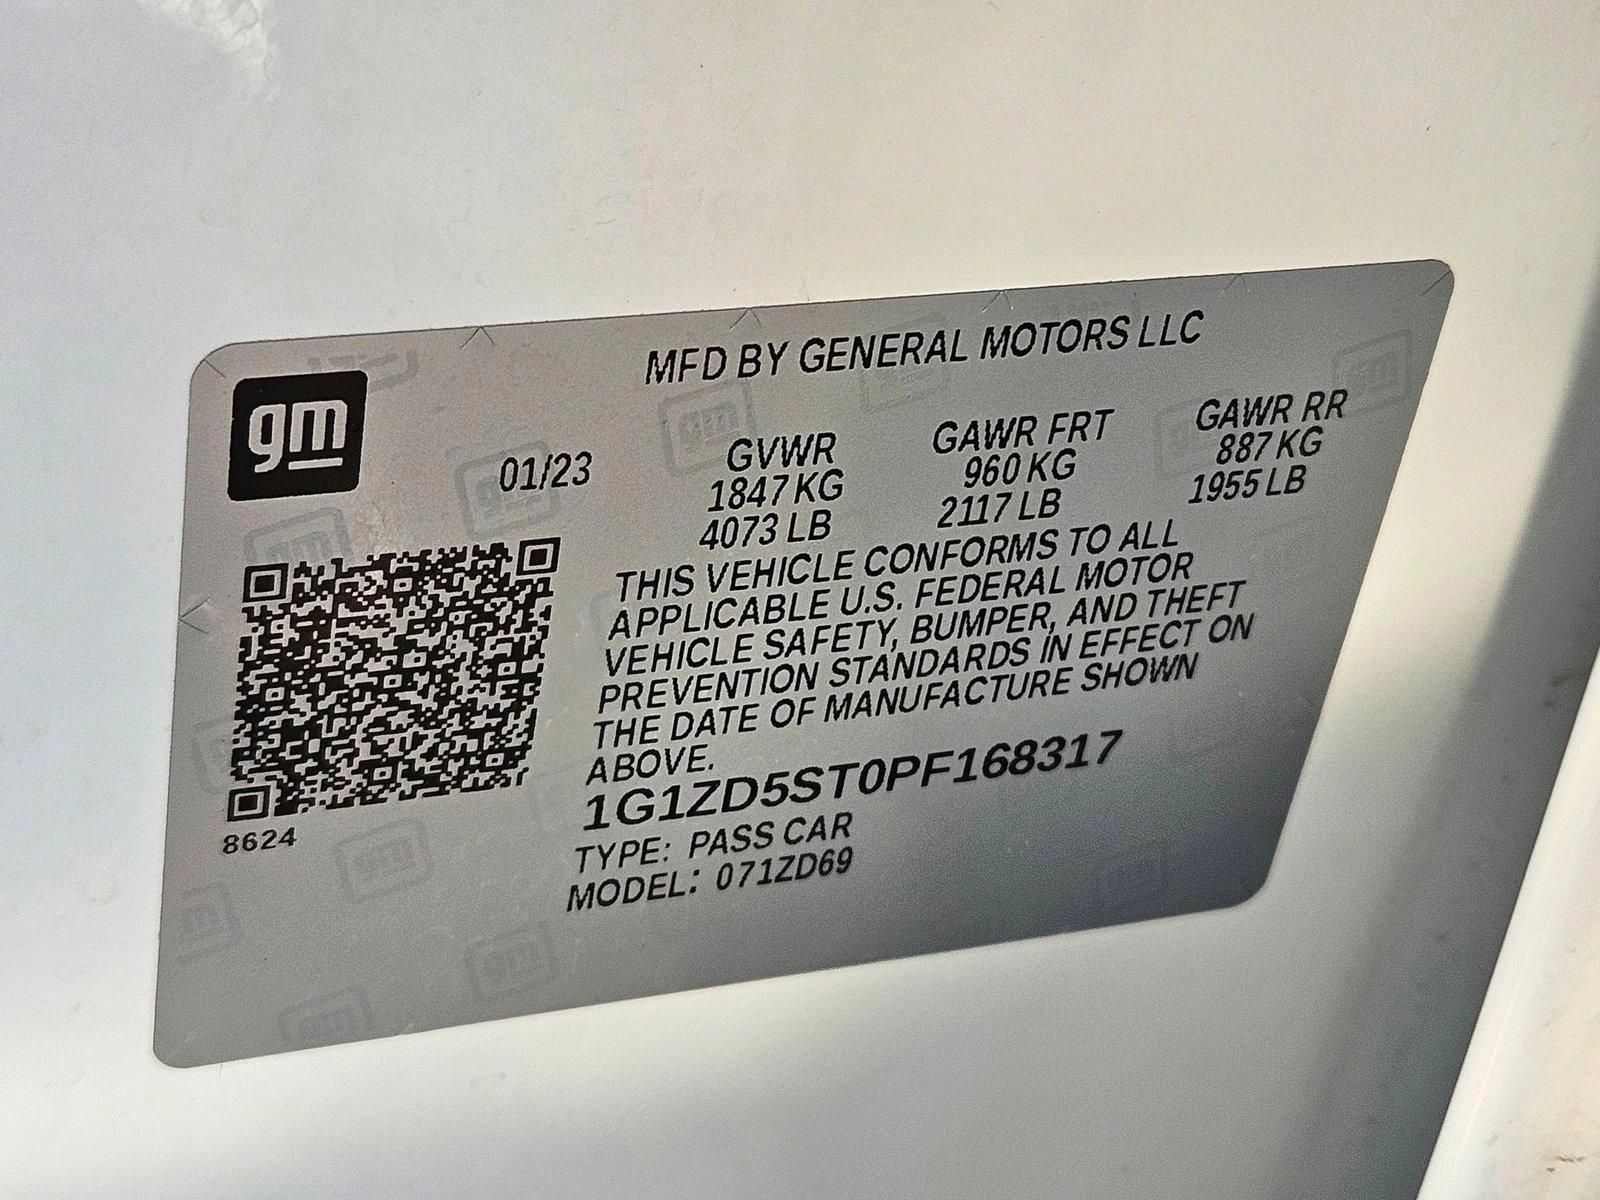 gm
MFD BY GENERAL MOTORS LLC
01/23
GVWR GAWR FRT GAWR RR
1847 KG 960 KG 887 KG
4073 LB 2117 LB 1955 LB
THIS VEHICLE CONFORMS TO ALL
APPLICABLE U.S. FEDERAL MOTOR
VEHICLE SAFETY, BUMPER, AND THEFT
PREVENTION STANDARDS IN EFFECT ON
THE DATE OF MANUFACTURE SHOWN
ABOVE.
1G1ZD5ST0PF168317
TYPE: PASS CAR
MODEL: 071ZD69
8624